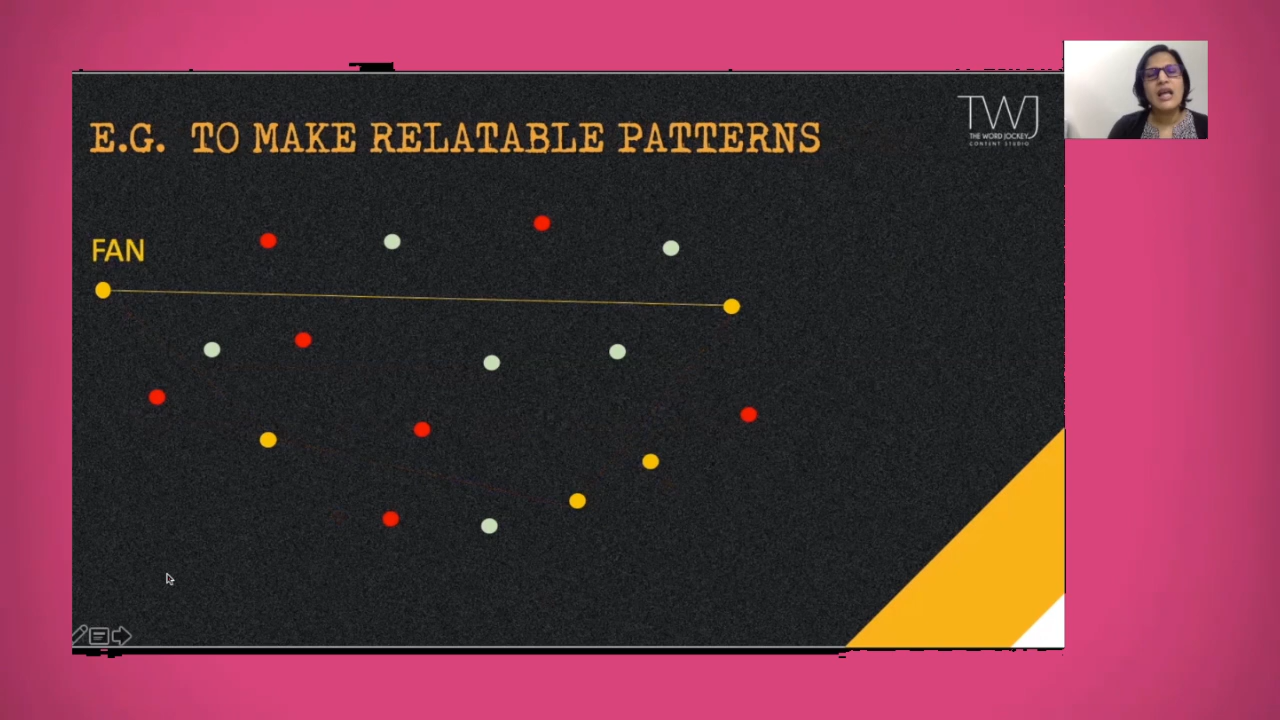 E.G. TO MAKE RELATABLE PATTERNS
TWJ
THE WORD JOCKEY
CONTENT STUDIO
FAN